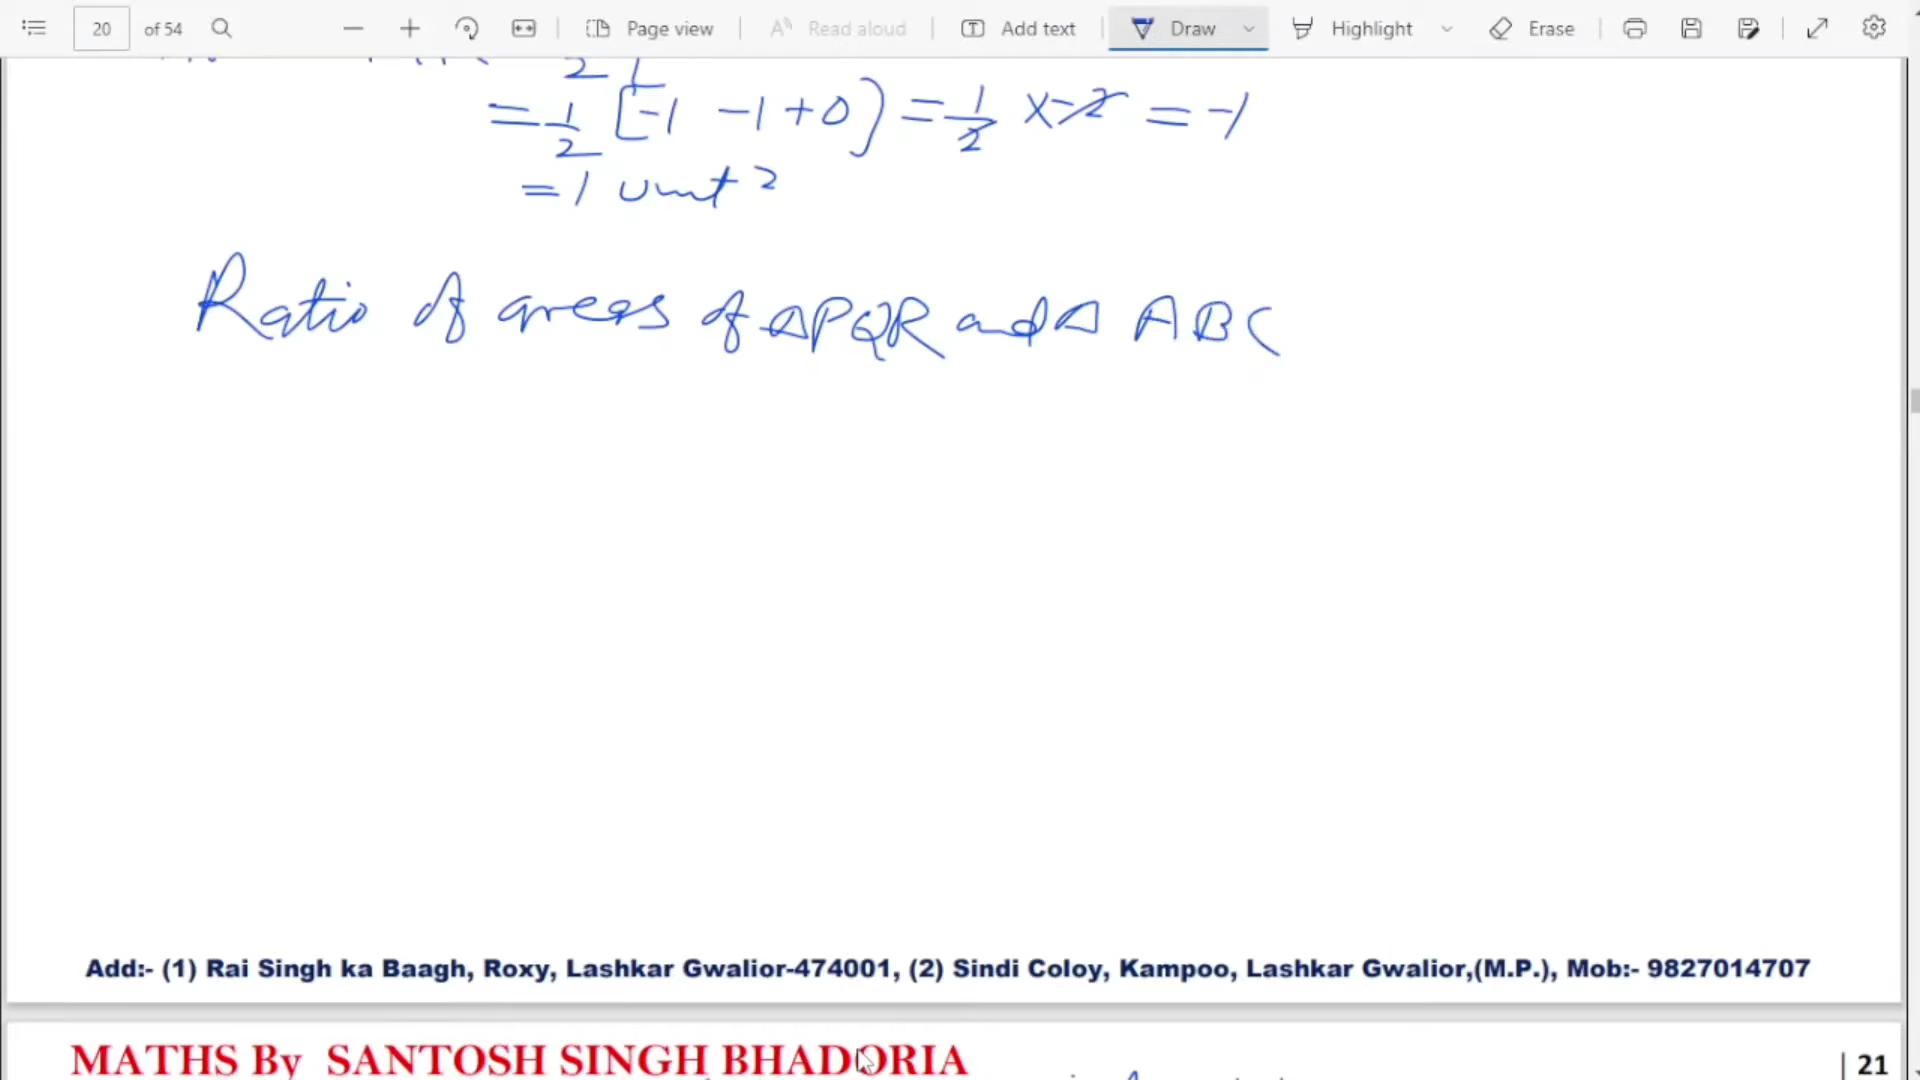 20 of 54 Page view Read aloud Add text Draw Highlight Erase
= 1/2 [-1 -1+0] = 1/2 x-2 = -1
= 1 unit 2
Ratio of areas of ΔPQR and Δ ABC
Add:- (1) Rai Singh ka Baagh, Roxy, Lashkar Gwalior-474001, (2) Sindi Coloy, Kampoo, Lashkar Gwalior,(M.P.), Mob:- 9827014707
MATHS By SANTOSH SINGH BHADORIA | 21